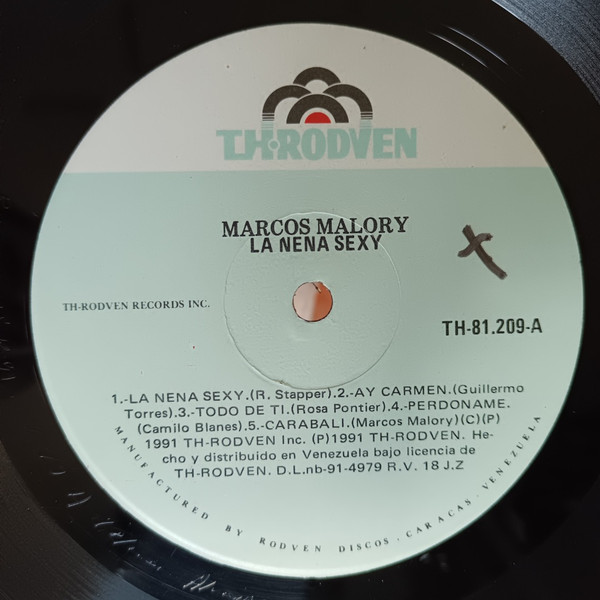 TH·RODVEN
MARCOS MALORY
LA NENA SEXY
TH-RODVEN RECORDS INC.
TH-81.209-A
1.-LA NENA SEXY.(R. Stapper).2.-AY CARMEN.(Guillermo
Torres).3.-TODO DE TI.(Rosa Pontier).4.-PERDONAME.
(Camilo Blanes).5.-CARABALI.(Marcos Malory)(C)(P)
1991 TH-RODVEN Inc. (P)1991 TH-RODVEN. He-
cho y distribuido en Venezuela bajo licencia de
TH-RODVEN. D.L.nb-91-4979 R.V. 18 J.Z
MANUFACTURED BY RODVEN DISCOS · CARACAS · VENEZUELA